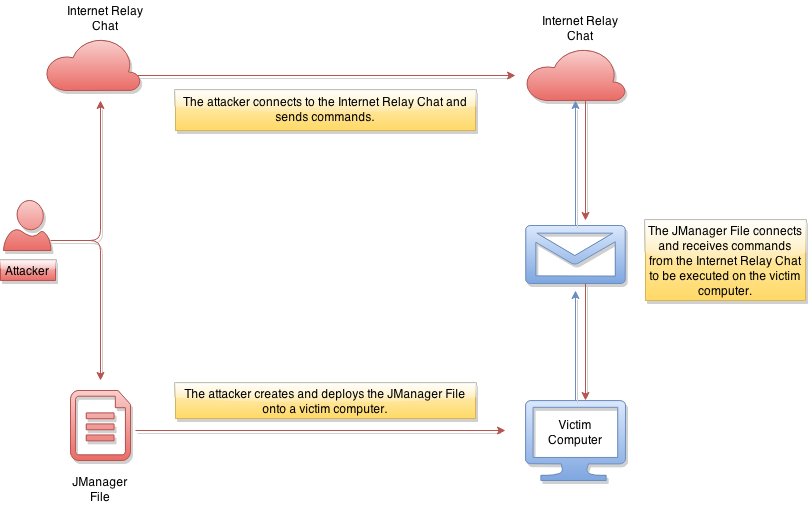 Internet Relay
Chat
Internet Relay
Chat
The attacker connects to the Internet Relay Chat and
sends commands.
Attacker
The JManager File connects
and receives commands
from the Internet Relay Chat
to be executed on the victim
computer.
The attacker creates and deploys the JManager File
onto a victim computer.
Victim
Computer
JManager
File